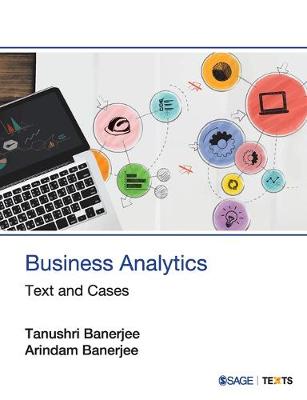 Business Analytics
Text and Cases
Tanushri Banerjee
Arindam Banerjee
SAGE | TEXTS